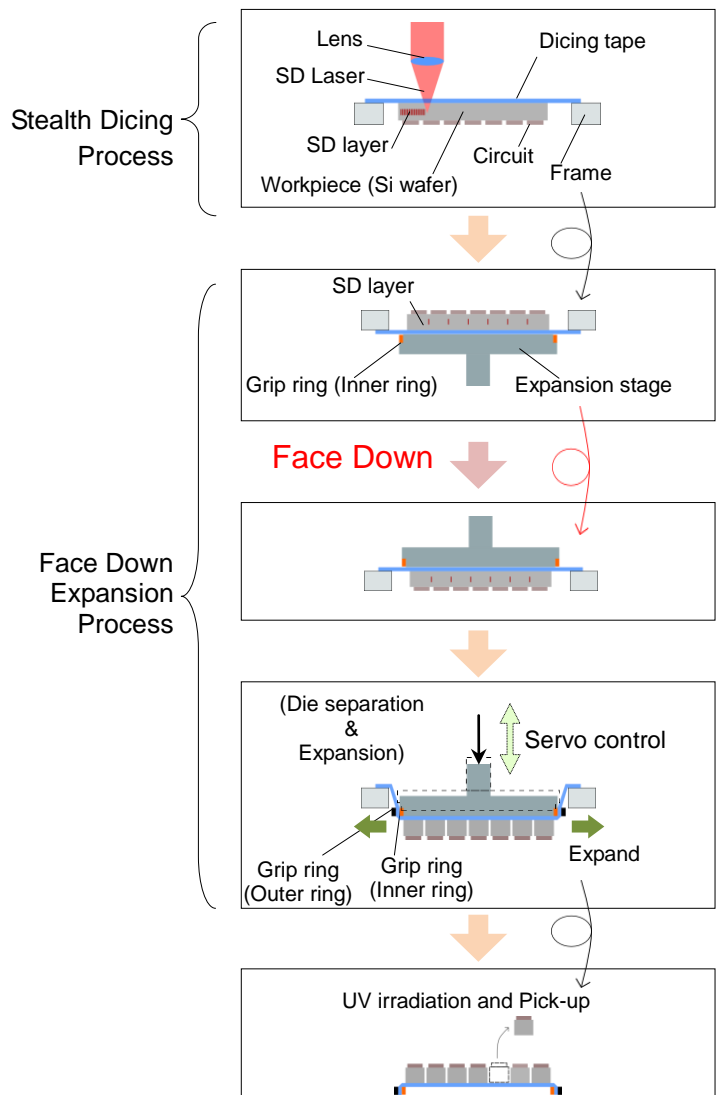 Lens
Dicing tape
SD Laser
Stealth Dicing
Process
SD layer
Circuit
Workpiece (Si wafer)
Frame
SD layer
Grip ring (Inner ring)
Expansion stage
Face Down
Face Down
Expansion
Process
(Die separation
&
Expansion)
Servo control
Grip ring
(Outer ring)
Grip ring
(Inner ring)
Expand
UV irradiation and Pick-up